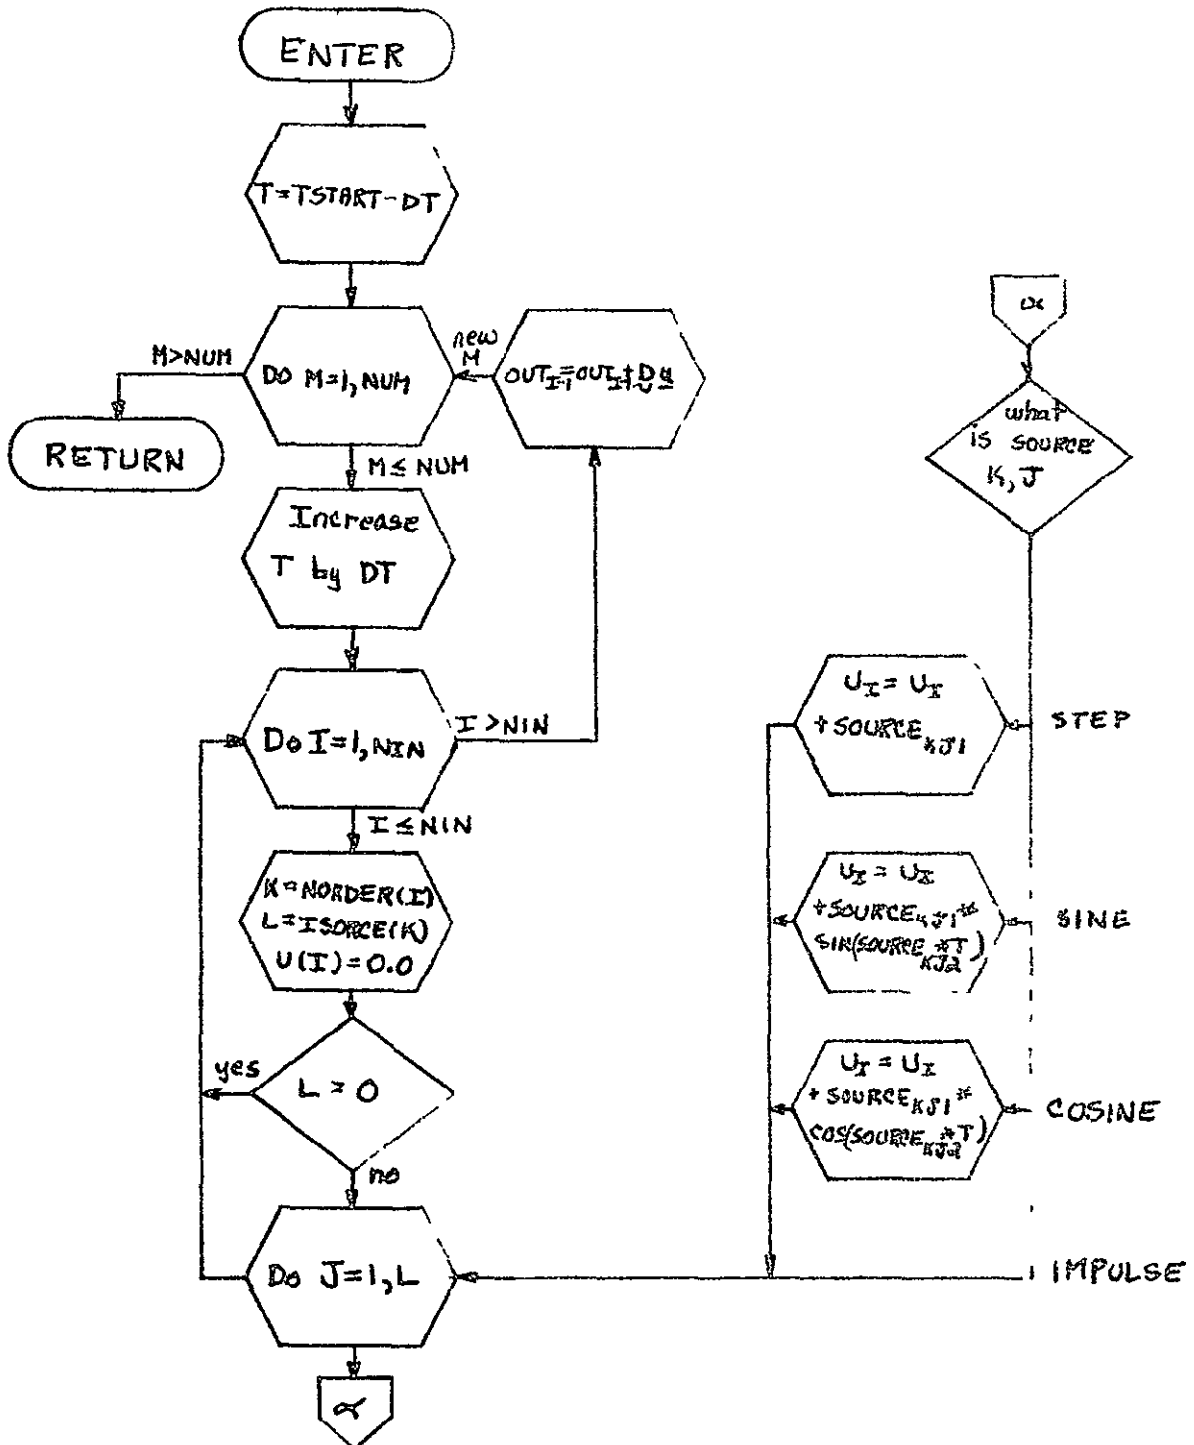 ENTER
T=TSTART-DT
DO M=1,NUM
M>NUM
RETURN
new
M
M≤ NUM
Increase
T by DT
Do I=1,NIN
I >NIN
I ≤ NIN
K=NORDER(I)
L=ISORCE(K)
U(I)=0.0
L = 0
yes
no
Do J=1,L
α
α
what
is SOURCE
K, J
U_I = U_I
+ SOURCE_KJ1
STEP
U_I = U_I
+SOURCE_KJ1*
SIN(SOURCE_KJ2*T)
SINE
U_I = U_I
+ SOURCE_KJ1*
COS(SOURCE_KJ2*T)
COSINE
IMPULSE